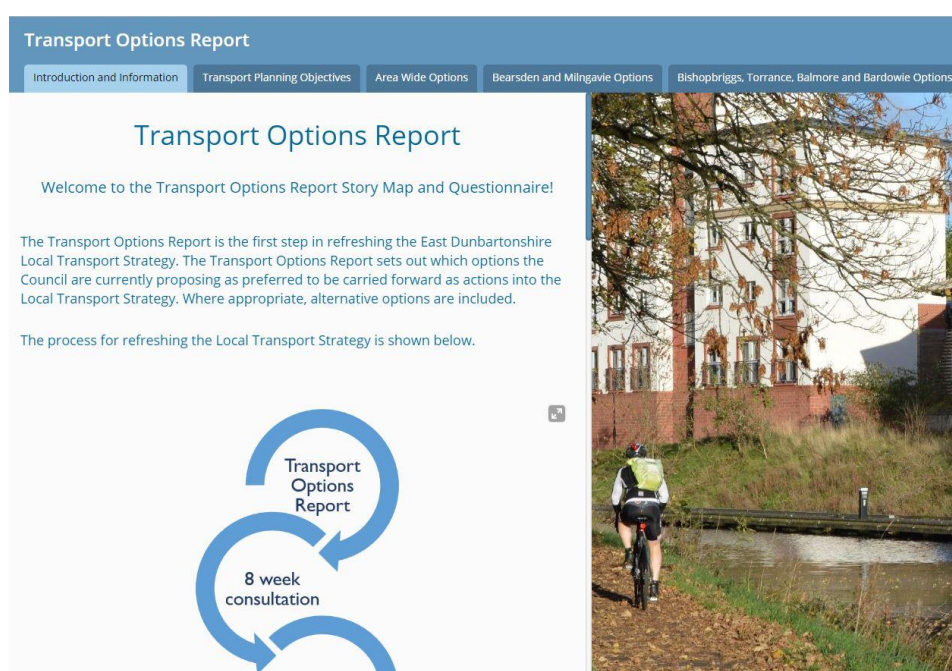 Transport Options Report
Introduction and Information
Transport Planning Objectives
Area Wide Options
Bearsden and Milngavie Options
Bishopbriggs, Torrance, Balmore and Bardowie Options
Transport Options Report
Welcome to the Transport Options Report Story Map and Questionnaire!
The Transport Options Report is the first step in refreshing the East Dunbartonshire
Local Transport Strategy. The Transport Options Report sets out which options the
Council are currently proposing as preferred to be carried forward as actions into the
Local Transport Strategy. Where appropriate, alternative options are included.
The process for refreshing the Local Transport Strategy is shown below.
Transport
Options
Report
8 week
consultation